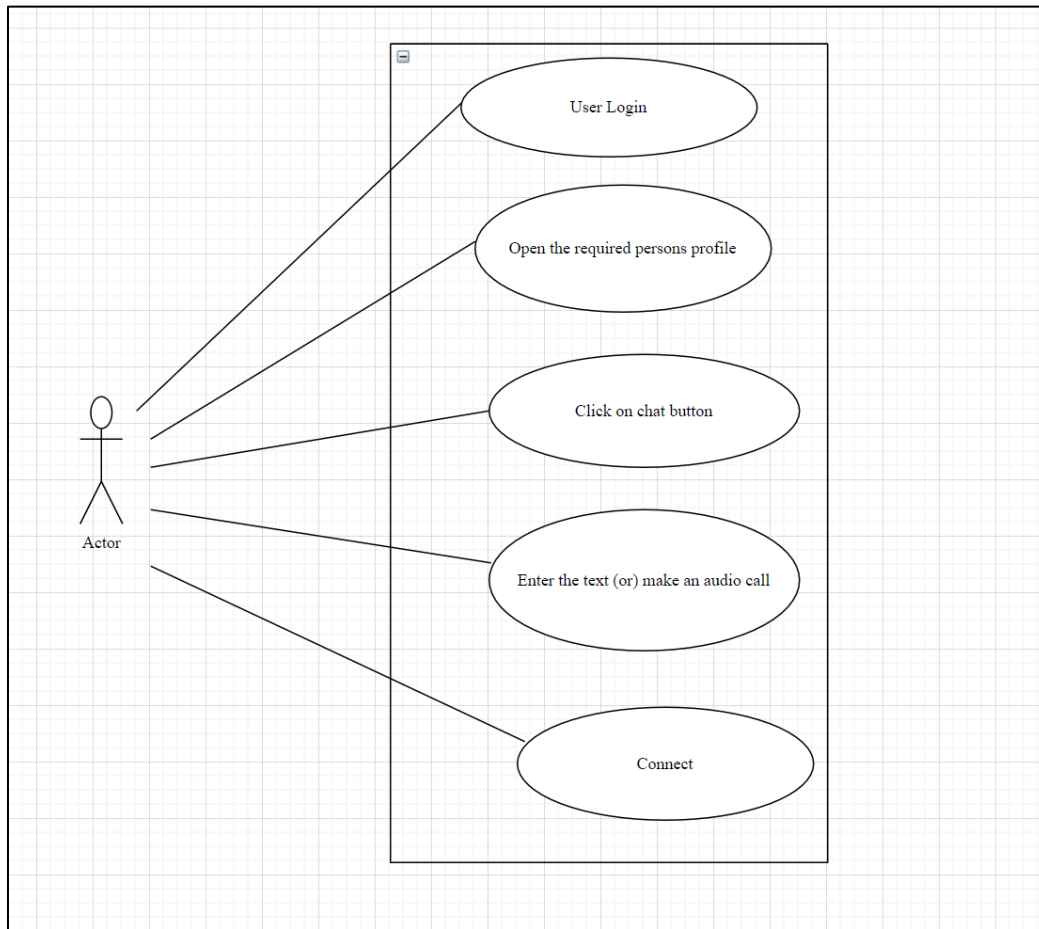 User Login
Open the required persons profile
Click on chat button
Actor
Enter the text (or) make an audio call
Connect